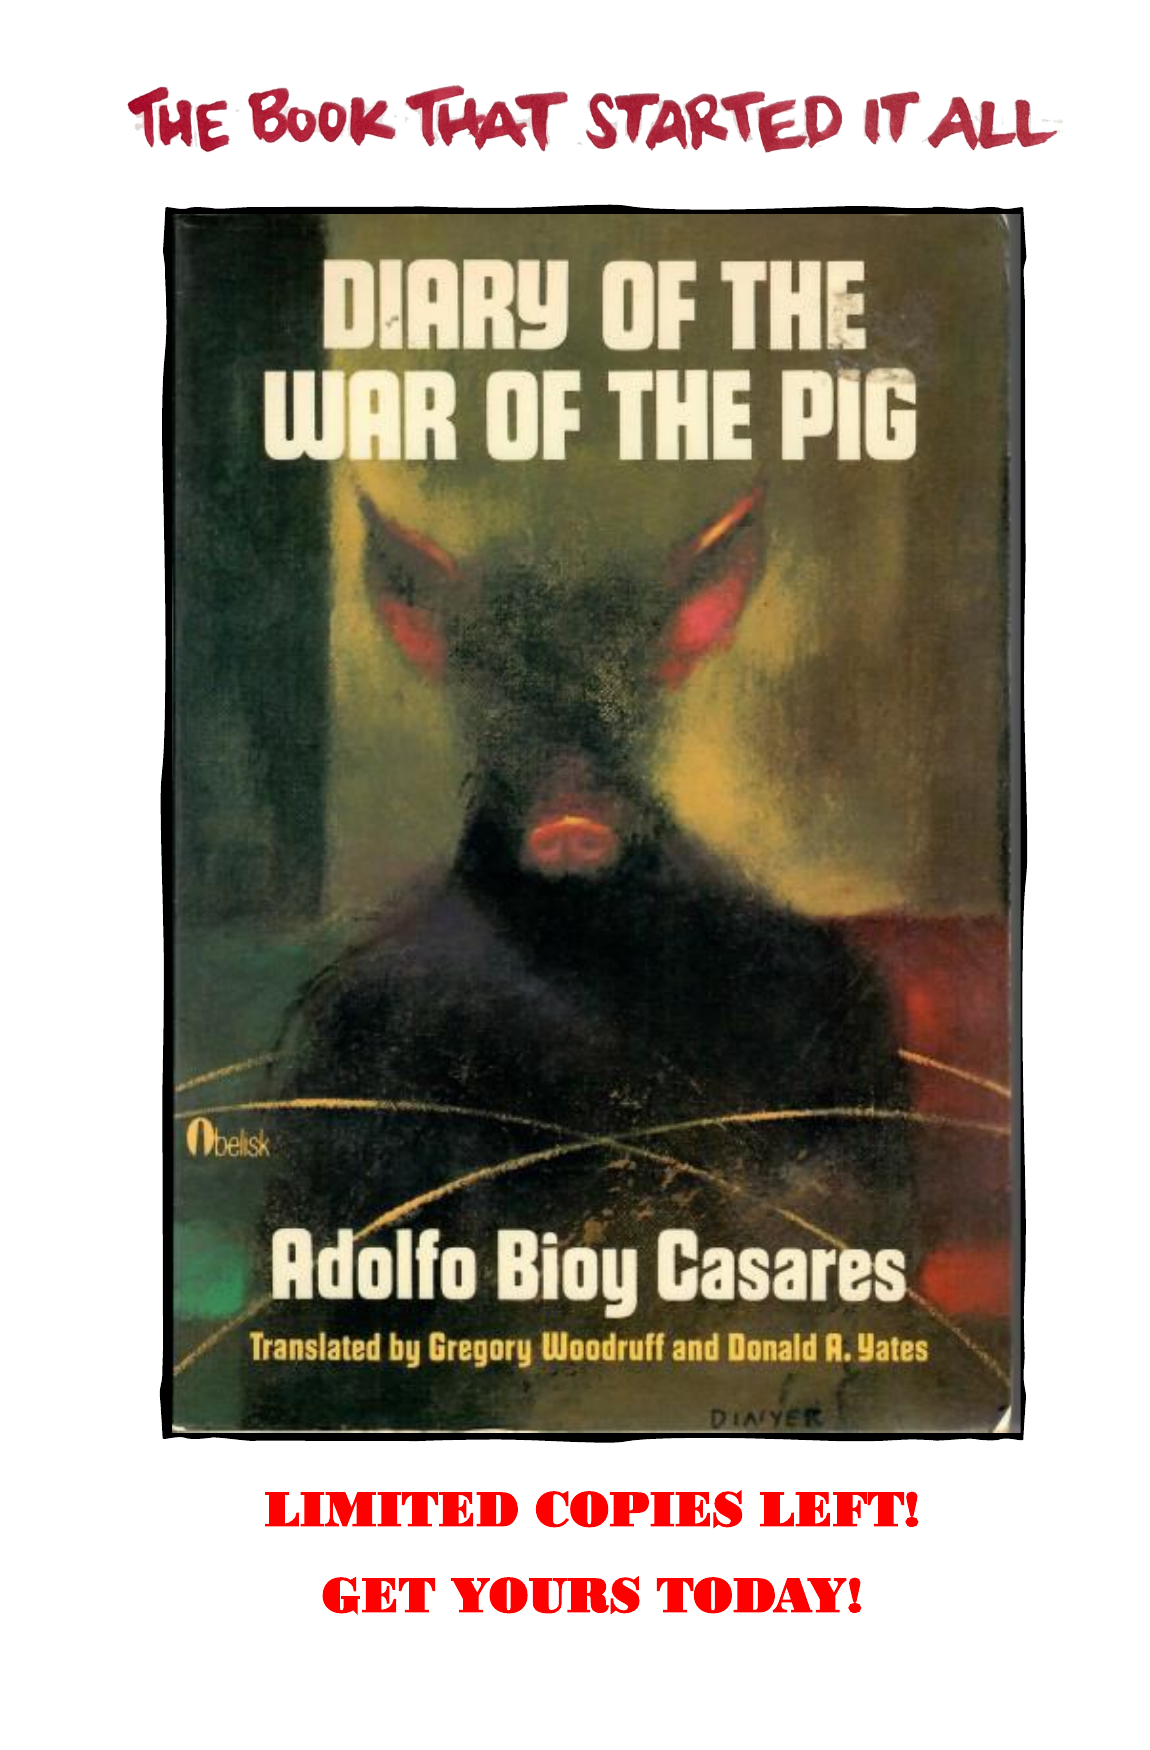 THE BOOK THAT STARTED IT ALL
DIARY OF THE
WAR OF THE PIG
Obelisk
Adolfo Bioy Casares
Translated by Gregory Woodruff and Donald A. Yates
DINYER
LIMITED COPIES LEFT!
GET YOURS TODAY!